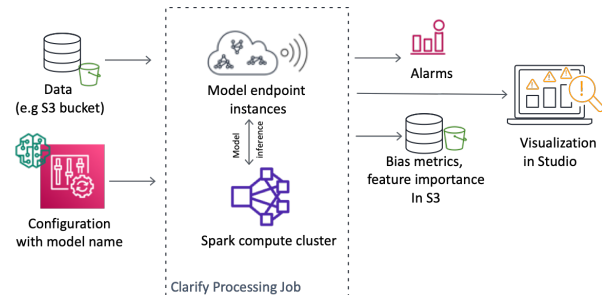 Data
(e.g S3 bucket)
Configuration
with model name
Model endpoint
instances
Model
inference
Spark compute cluster
Clarify Processing Job
Alarms
Bias metrics,
feature importance
In S3
Visualization
in Studio